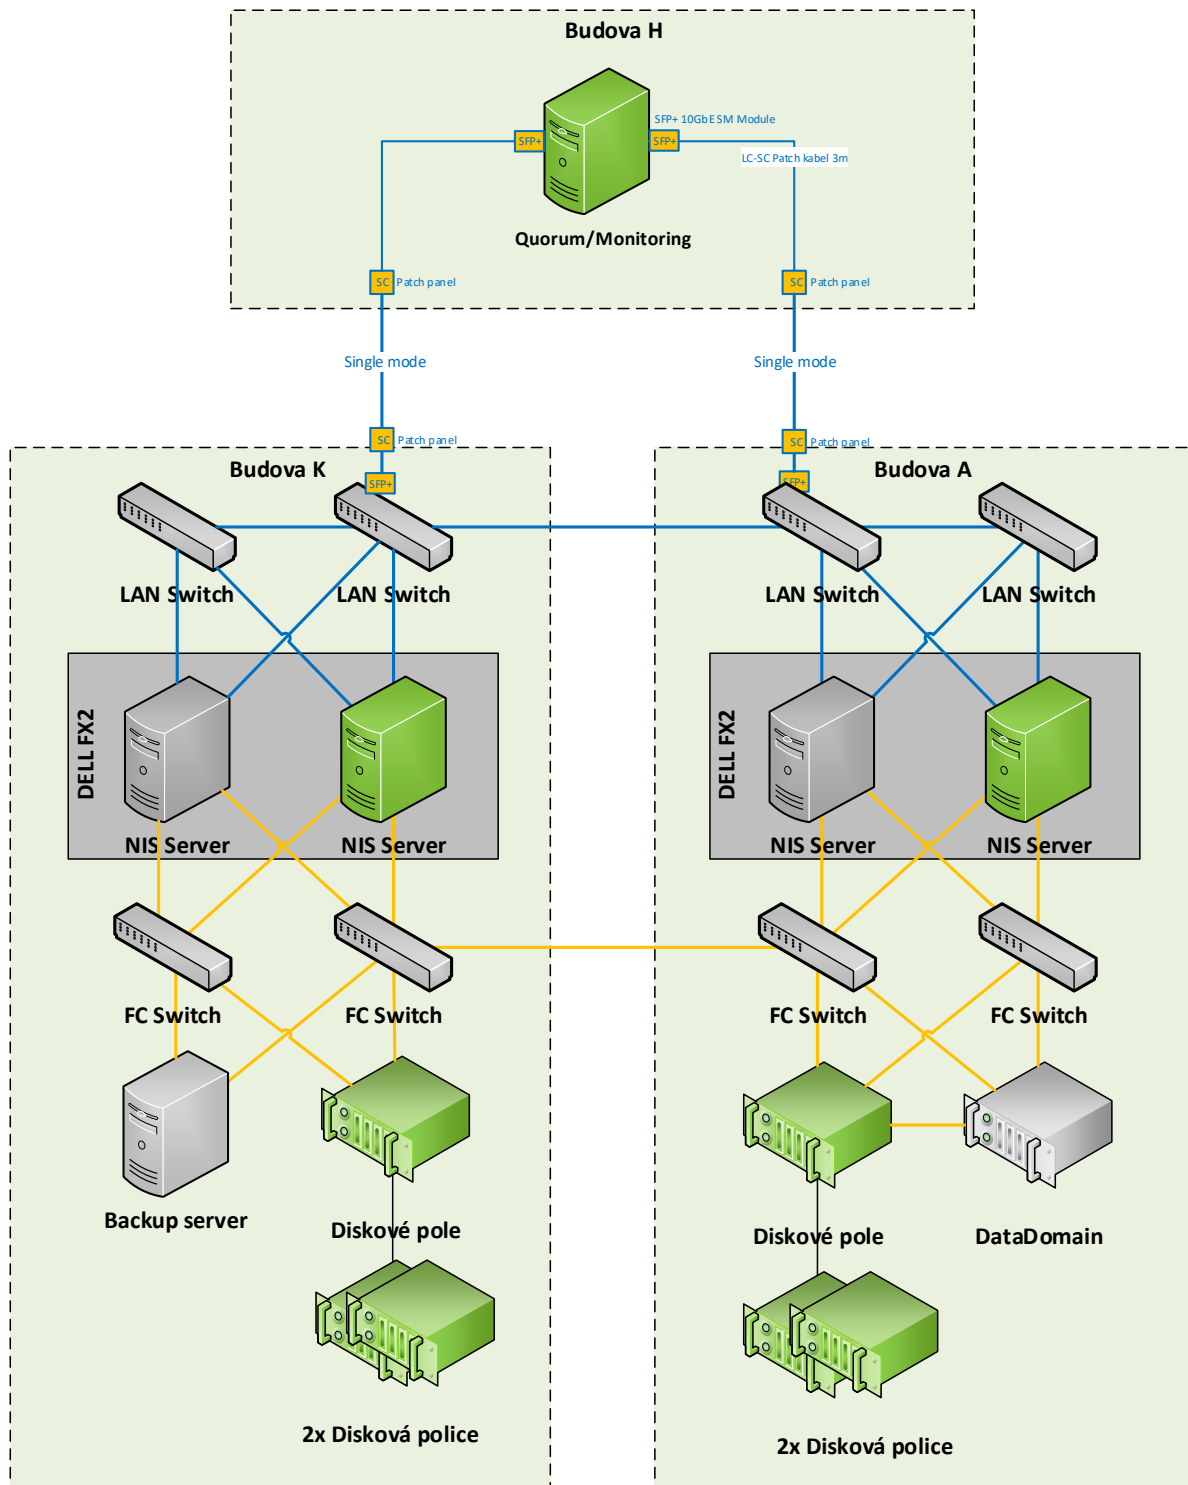 Budova H
SFP+ 10GbE SM Module
SFP+
SFP+
LC-SC Patch kabel 3m
Quorum/Monitoring
SC
Patch panel
SC
Patch panel
Single mode
Single mode
SC
Patch panel
SC
Patch panel
Budova K
Budova A
SFP+
SFP+
LAN Switch
LAN Switch
LAN Switch
LAN Switch
DELL FX2
DELL FX2
NIS Server
NIS Server
NIS Server
NIS Server
FC Switch
FC Switch
FC Switch
FC Switch
Backup server
Diskové pole
Diskové pole
DataDomain
2x Disková police
2x Disková police